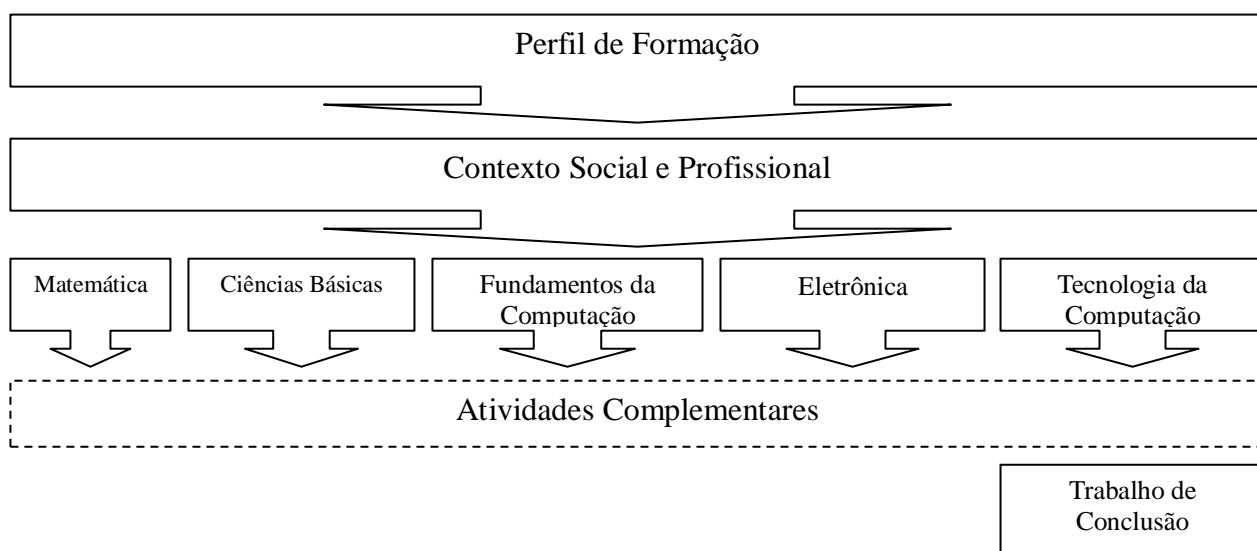 Perfil de Formação
Contexto Social e Profissional
Matemática
Ciências Básicas
Fundamentos da
Computação
Eletrônica
Tecnologia da
Computação
Atividades Complementares
Trabalho de
Conclusão